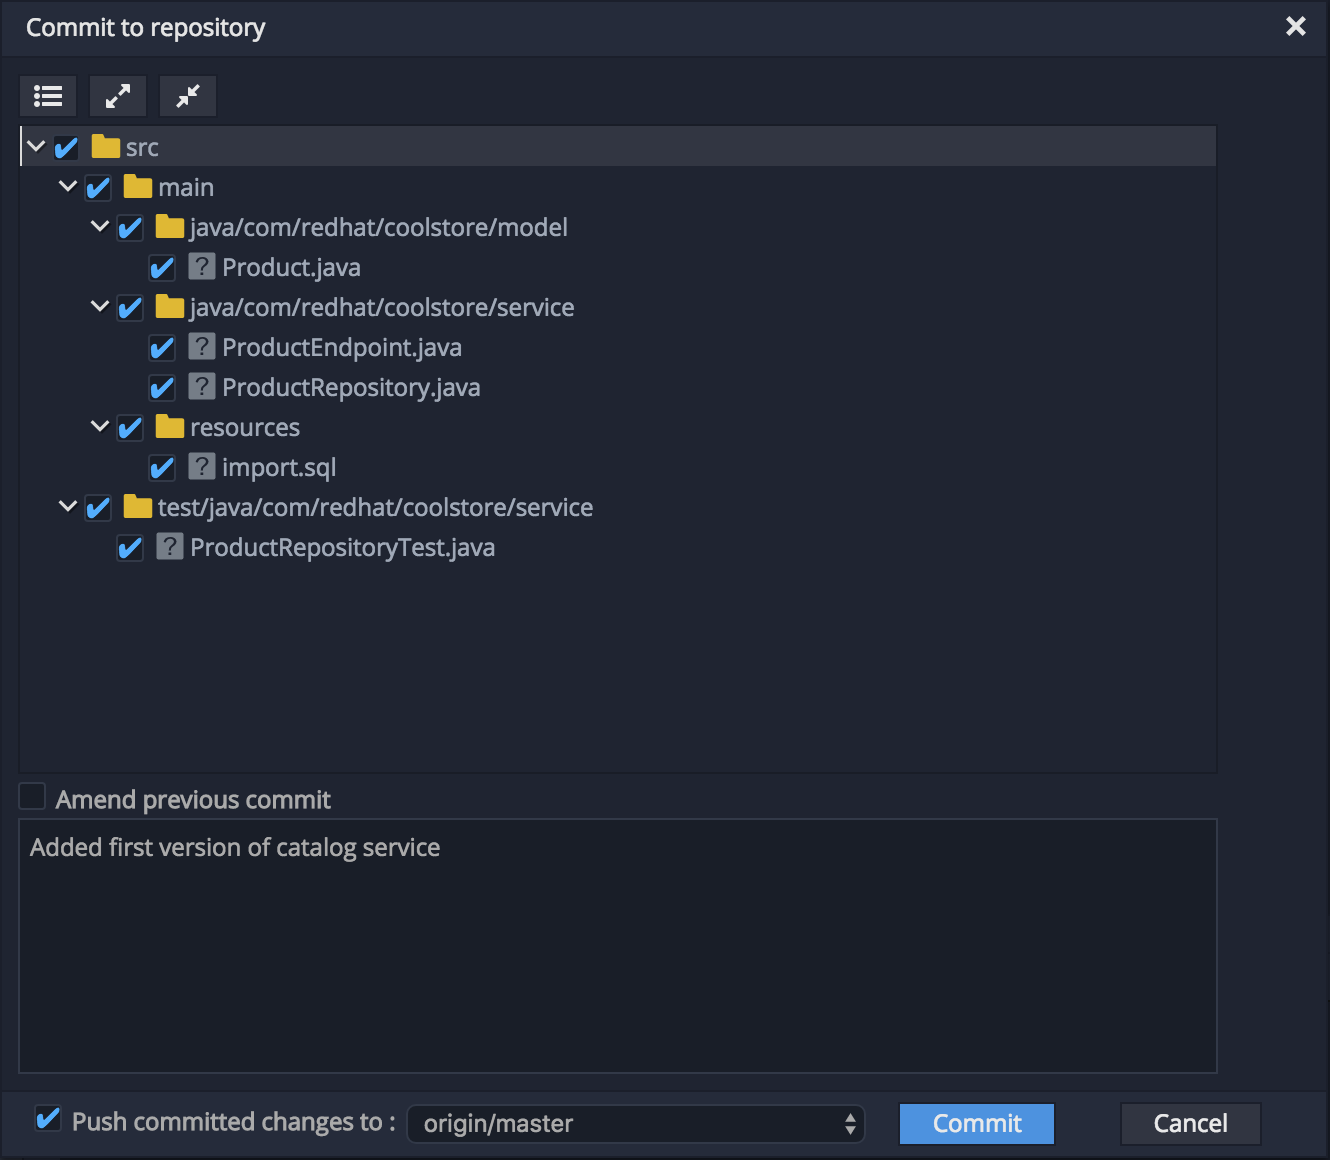 Commit to repository
src
main
java/com/redhat/coolstore/model
? Product.java
java/com/redhat/coolstore/service
? ProductEndpoint.java
? ProductRepository.java
resources
? import.sql
test/java/com/redhat/coolstore/service
? ProductRepositoryTest.java
Amend previous commit
Added first version of catalog service
Push committed changes to : origin/master Commit Cancel